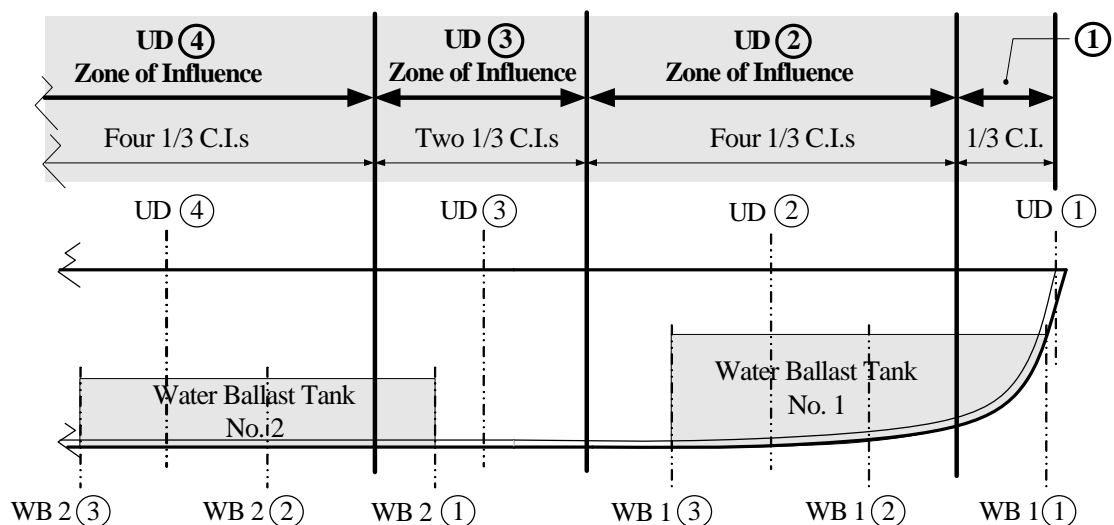 UD ④ UD ③ UD ② ①
Zone of Influence Zone of Influence Zone of Influence
Four 1/3 C.I.s Two 1/3 C.I.s Four 1/3 C.I.s 1/3 C.I.
UD ④ UD ③ UD ② UD ①
Water Ballast Tank
No. 1
Water Ballast Tank
No. 2
WB 2 ③ WB 2 ② WB 2 ① WB 1 ③ WB 1 ② WB 1 ①